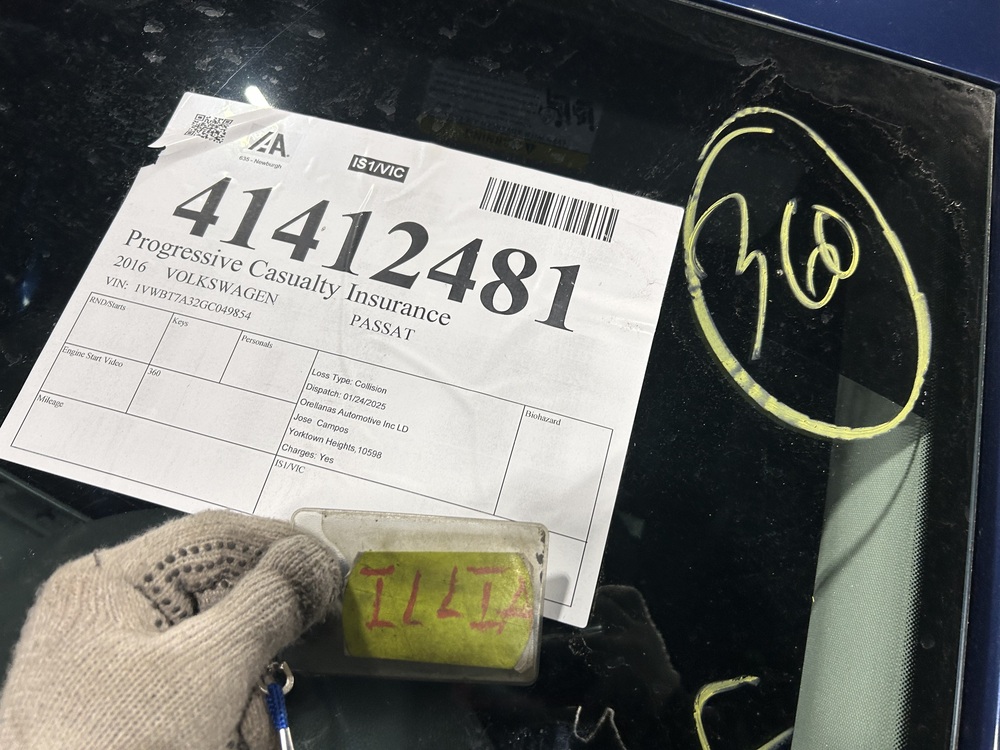 IAA
635 - Newburgh
IS1/VIC
41412481
Progressive Casualty Insurance
2016 VOLKSWAGEN PASSAT
VIN: 1VWBT7A32GC049854
RND/Starts
Keys
Personals
Engine Start Video
360
Mileage
Loss Type: Collision
Dispatch: 01/24/2025
Orellanas Automotive Inc LD
Jose Campos
Yorktown Heights,10598
Charges: Yes
IS1/VIC
Biohazard
360